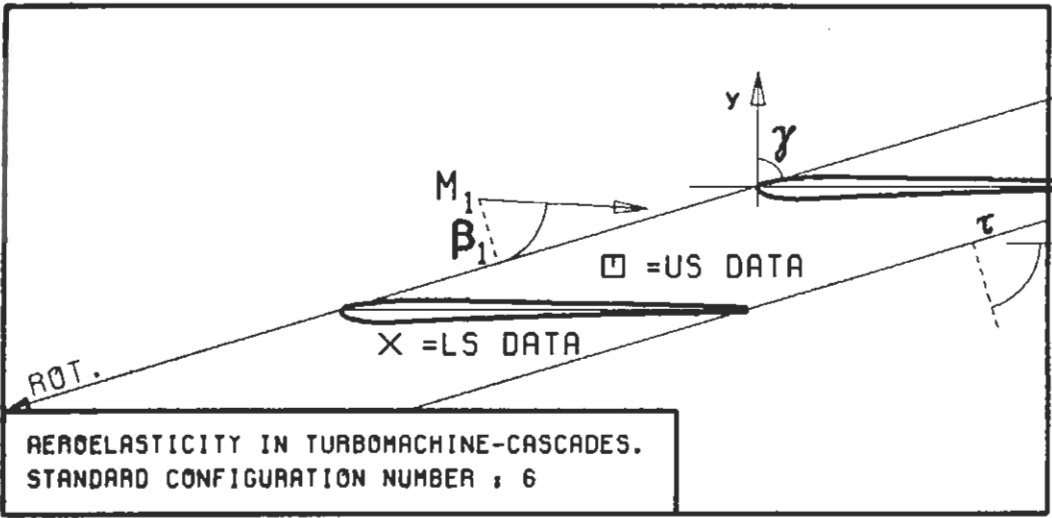 y
γ
M₁
β₁
τ
□ =US DATA
× =LS DATA
ROT.
AEROELASTICITY IN TURBOMACHINE-CASCADES.
STANDARD CONFIGURATION NUMBER : 6